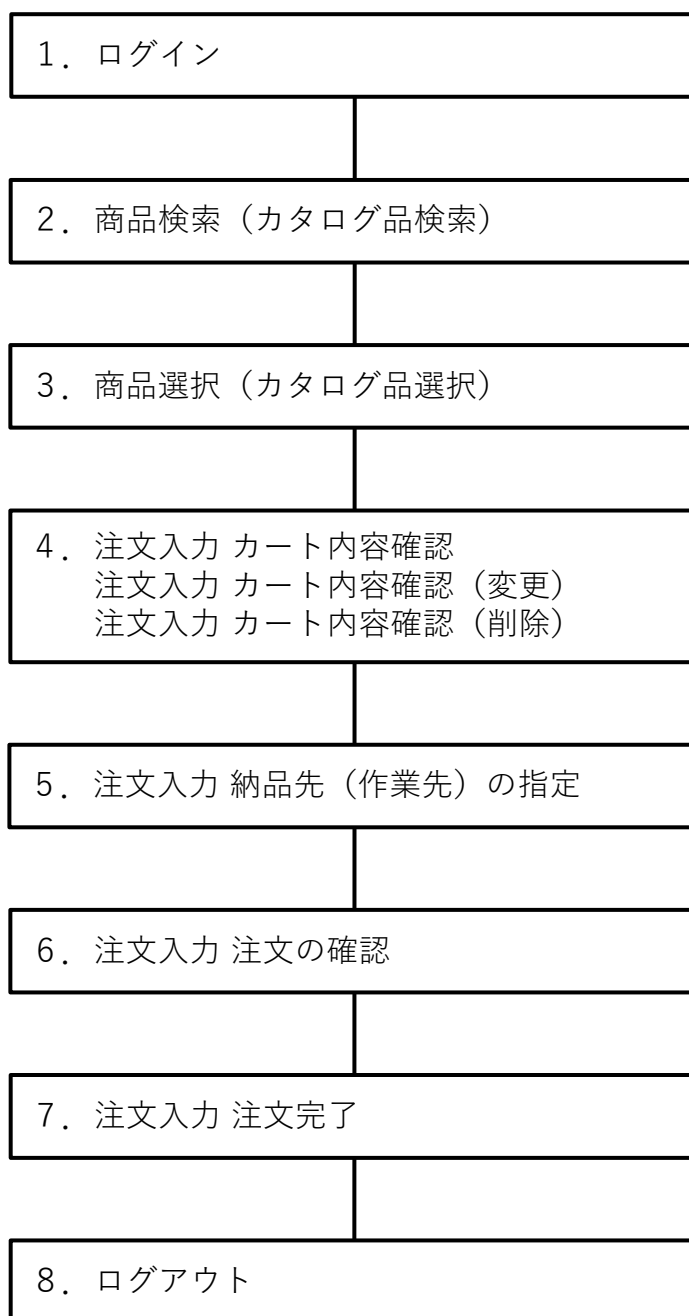 1．ログイン
2．商品検索（カタログ品検索）
3．商品選択（カタログ品選択）
4．注文入力 カート内容確認
注文入力 カート内容確認（変更）
注文入力 カート内容確認（削除）
5．注文入力 納品先（作業先）の指定
6．注文入力 注文の確認
7．注文入力 注文完了
8．ログアウト